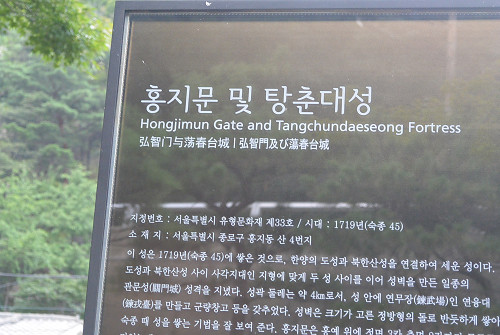 홍지문 및 탕춘대성
Hongjimun Gate and Tangchundaeseong Fortress
弘智门与荡春台城 | 弘智門及び蕩春台城
지정번호 : 서울특별시 유형문화재 제33호 / 시대 : 1719년(숙종 45)
소 재 지 : 서울특별시 종로구 홍지동 산 4번지
이 성은 1719년(숙종 45)에 쌓은 것으로, 한양의 도성과 북한산성을 연결하여 세운 성이다.
도성과 북한산성 사이 사각지대인 지형에 맞게 두 성 사이를 이어 성벽을 만든 일종의
관문성(關門城) 성격을 지녔다. 성곽 둘레는 약 4km로서, 성 안에 연무장(鍊武場)인 연융대
(鍊戎臺)를 만들고 군량창고 등을 갖추었다. 성벽은 크기가 고른 정방형의 돌로 반듯하게 쌓아
숙종 때 성을 쌓는 기법을 잘 보여 준다. 홍지문은